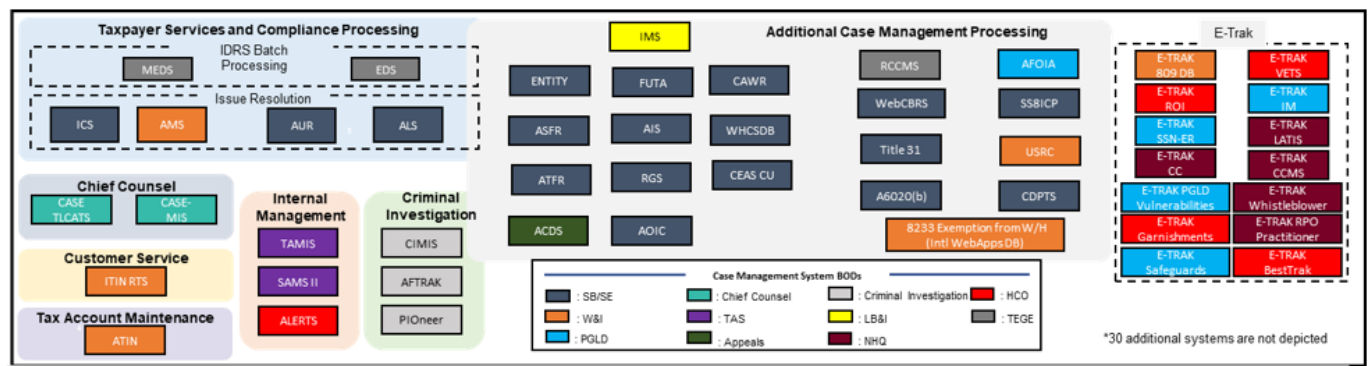 Taxpayer Services and Compliance Processing
IDRS Batch
Processing
MEDS
EDS
Issue Resolution
ICS
AMS
AUR
ALS
Chief Counsel
CASE
TLCATS
CASE-
MIS
Customer Service
ITIN RTS
Tax Account Maintenance
ATIN
Internal
Management
TAMIS
SAMS II
ALERTS
Criminal
Investigation
CIMIS
AFTRAK
PIOneer
IMS
Additional Case Management Processing
ENTITY
FUTA
CAWR
ASFR
AIS
WHCSDB
ATFR
RGS
CEAS CU
ACDS
AOIC
RCCMS
AFOIA
WebCBRS
SS8ICP
Title 31
USRC
A6020(b)
CDPTS
8233 Exemption from W/H
(Intl WebApps DB)
Case Management System BODs
: SB/SE
: Chief Counsel
: Criminal Investigation
: HCO
: W&I
: TAS
: LB&I
: TEGE
: PGLD
: Appeals
: NHQ
E-Trak
E-TRAK
809 DB
E-TRAK
VETS
E-TRAK
ROI
E-TRAK
IM
E-TRAK
SSN-ER
E-TRAK
LATIS
E-TRAK
CC
E-TRAK
CCMS
E-TRAK PGLD
Vulnerabilities
E-TRAK
Whistleblower
E-TRAK
Garnishments
E-TRAK RPO
Practitioner
E-TRAK
Safeguards
E-TRAK
BestTrak
*30 additional systems are not depicted